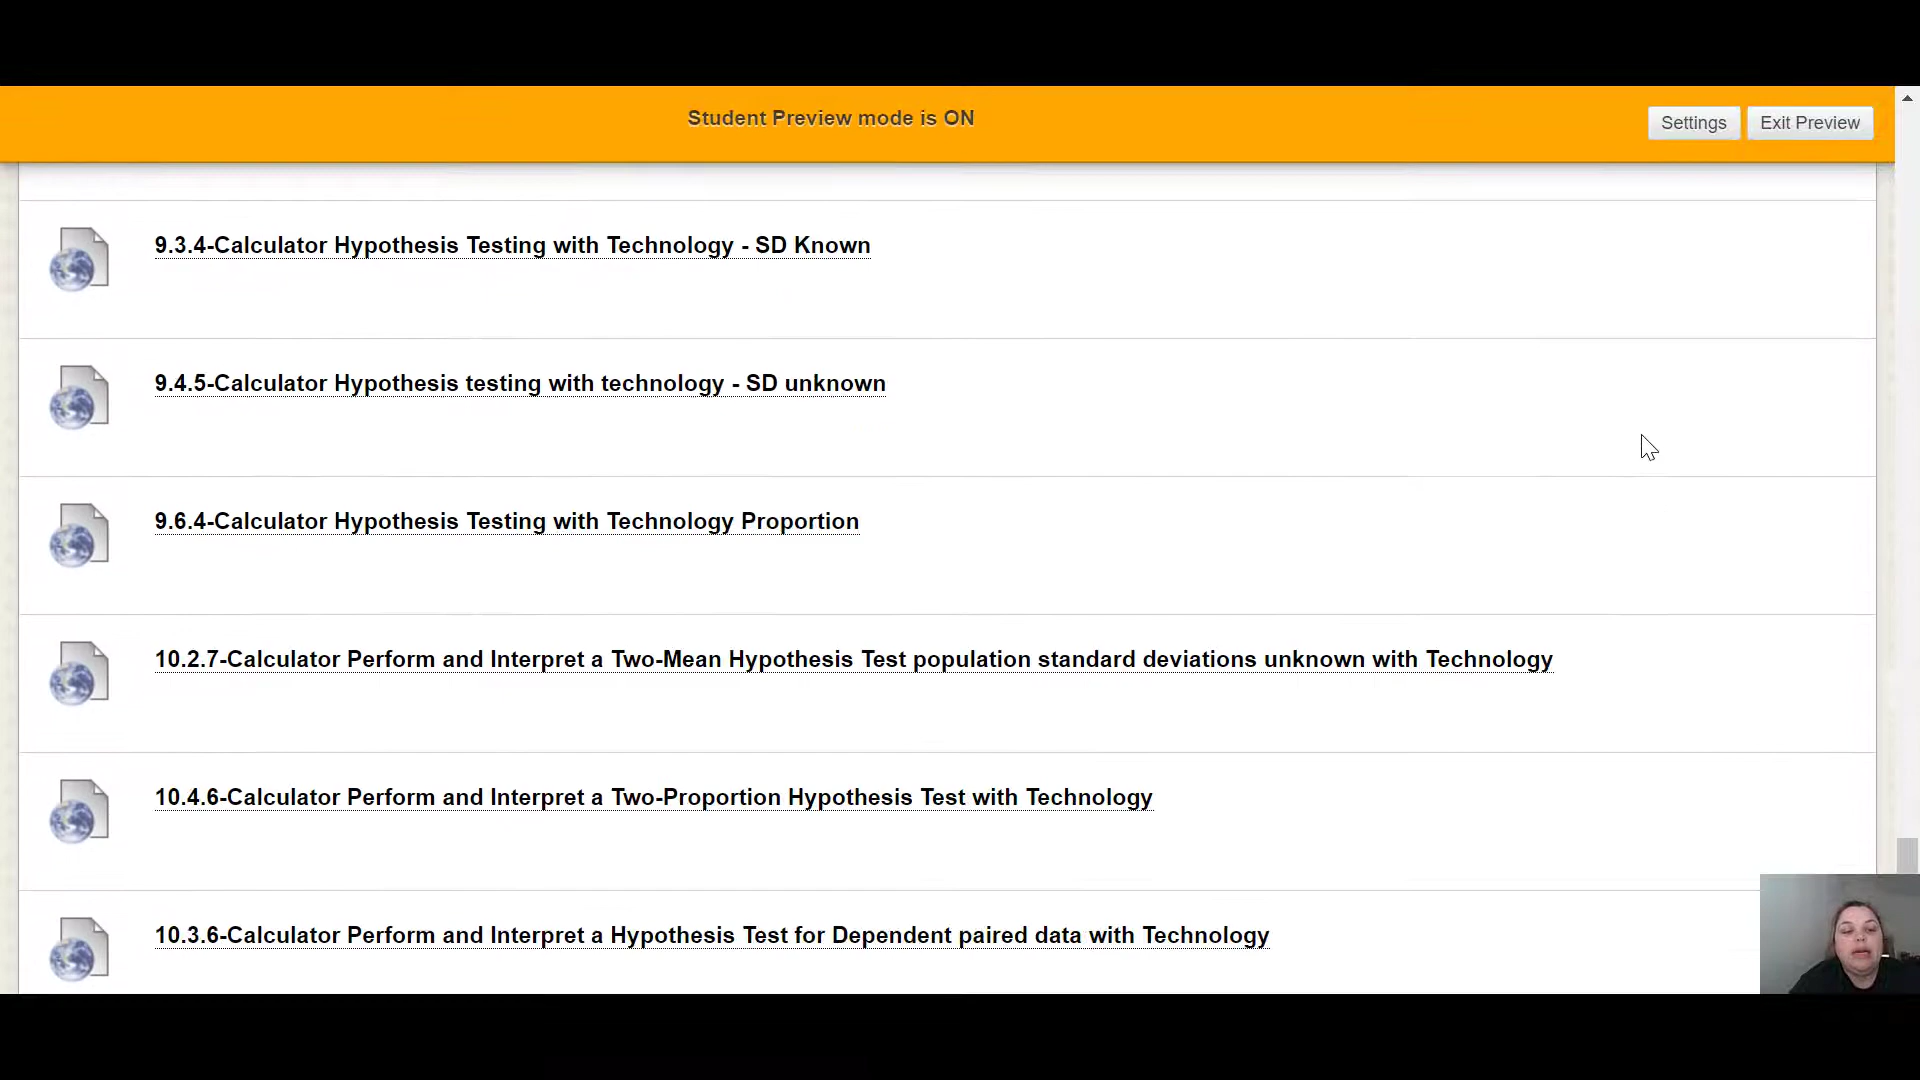 Student Preview mode is ON
Settings
Exit Preview
9.3.4-Calculator Hypothesis Testing with Technology - SD Known
9.4.5-Calculator Hypothesis testing with technology - SD unknown
9.6.4-Calculator Hypothesis Testing with Technology Proportion
10.2.7-Calculator Perform and Interpret a Two-Mean Hypothesis Test population standard deviations unknown with Technology
10.4.6-Calculator Perform and Interpret a Two-Proportion Hypothesis Test with Technology
10.3.6-Calculator Perform and Interpret a Hypothesis Test for Dependent paired data with Technology